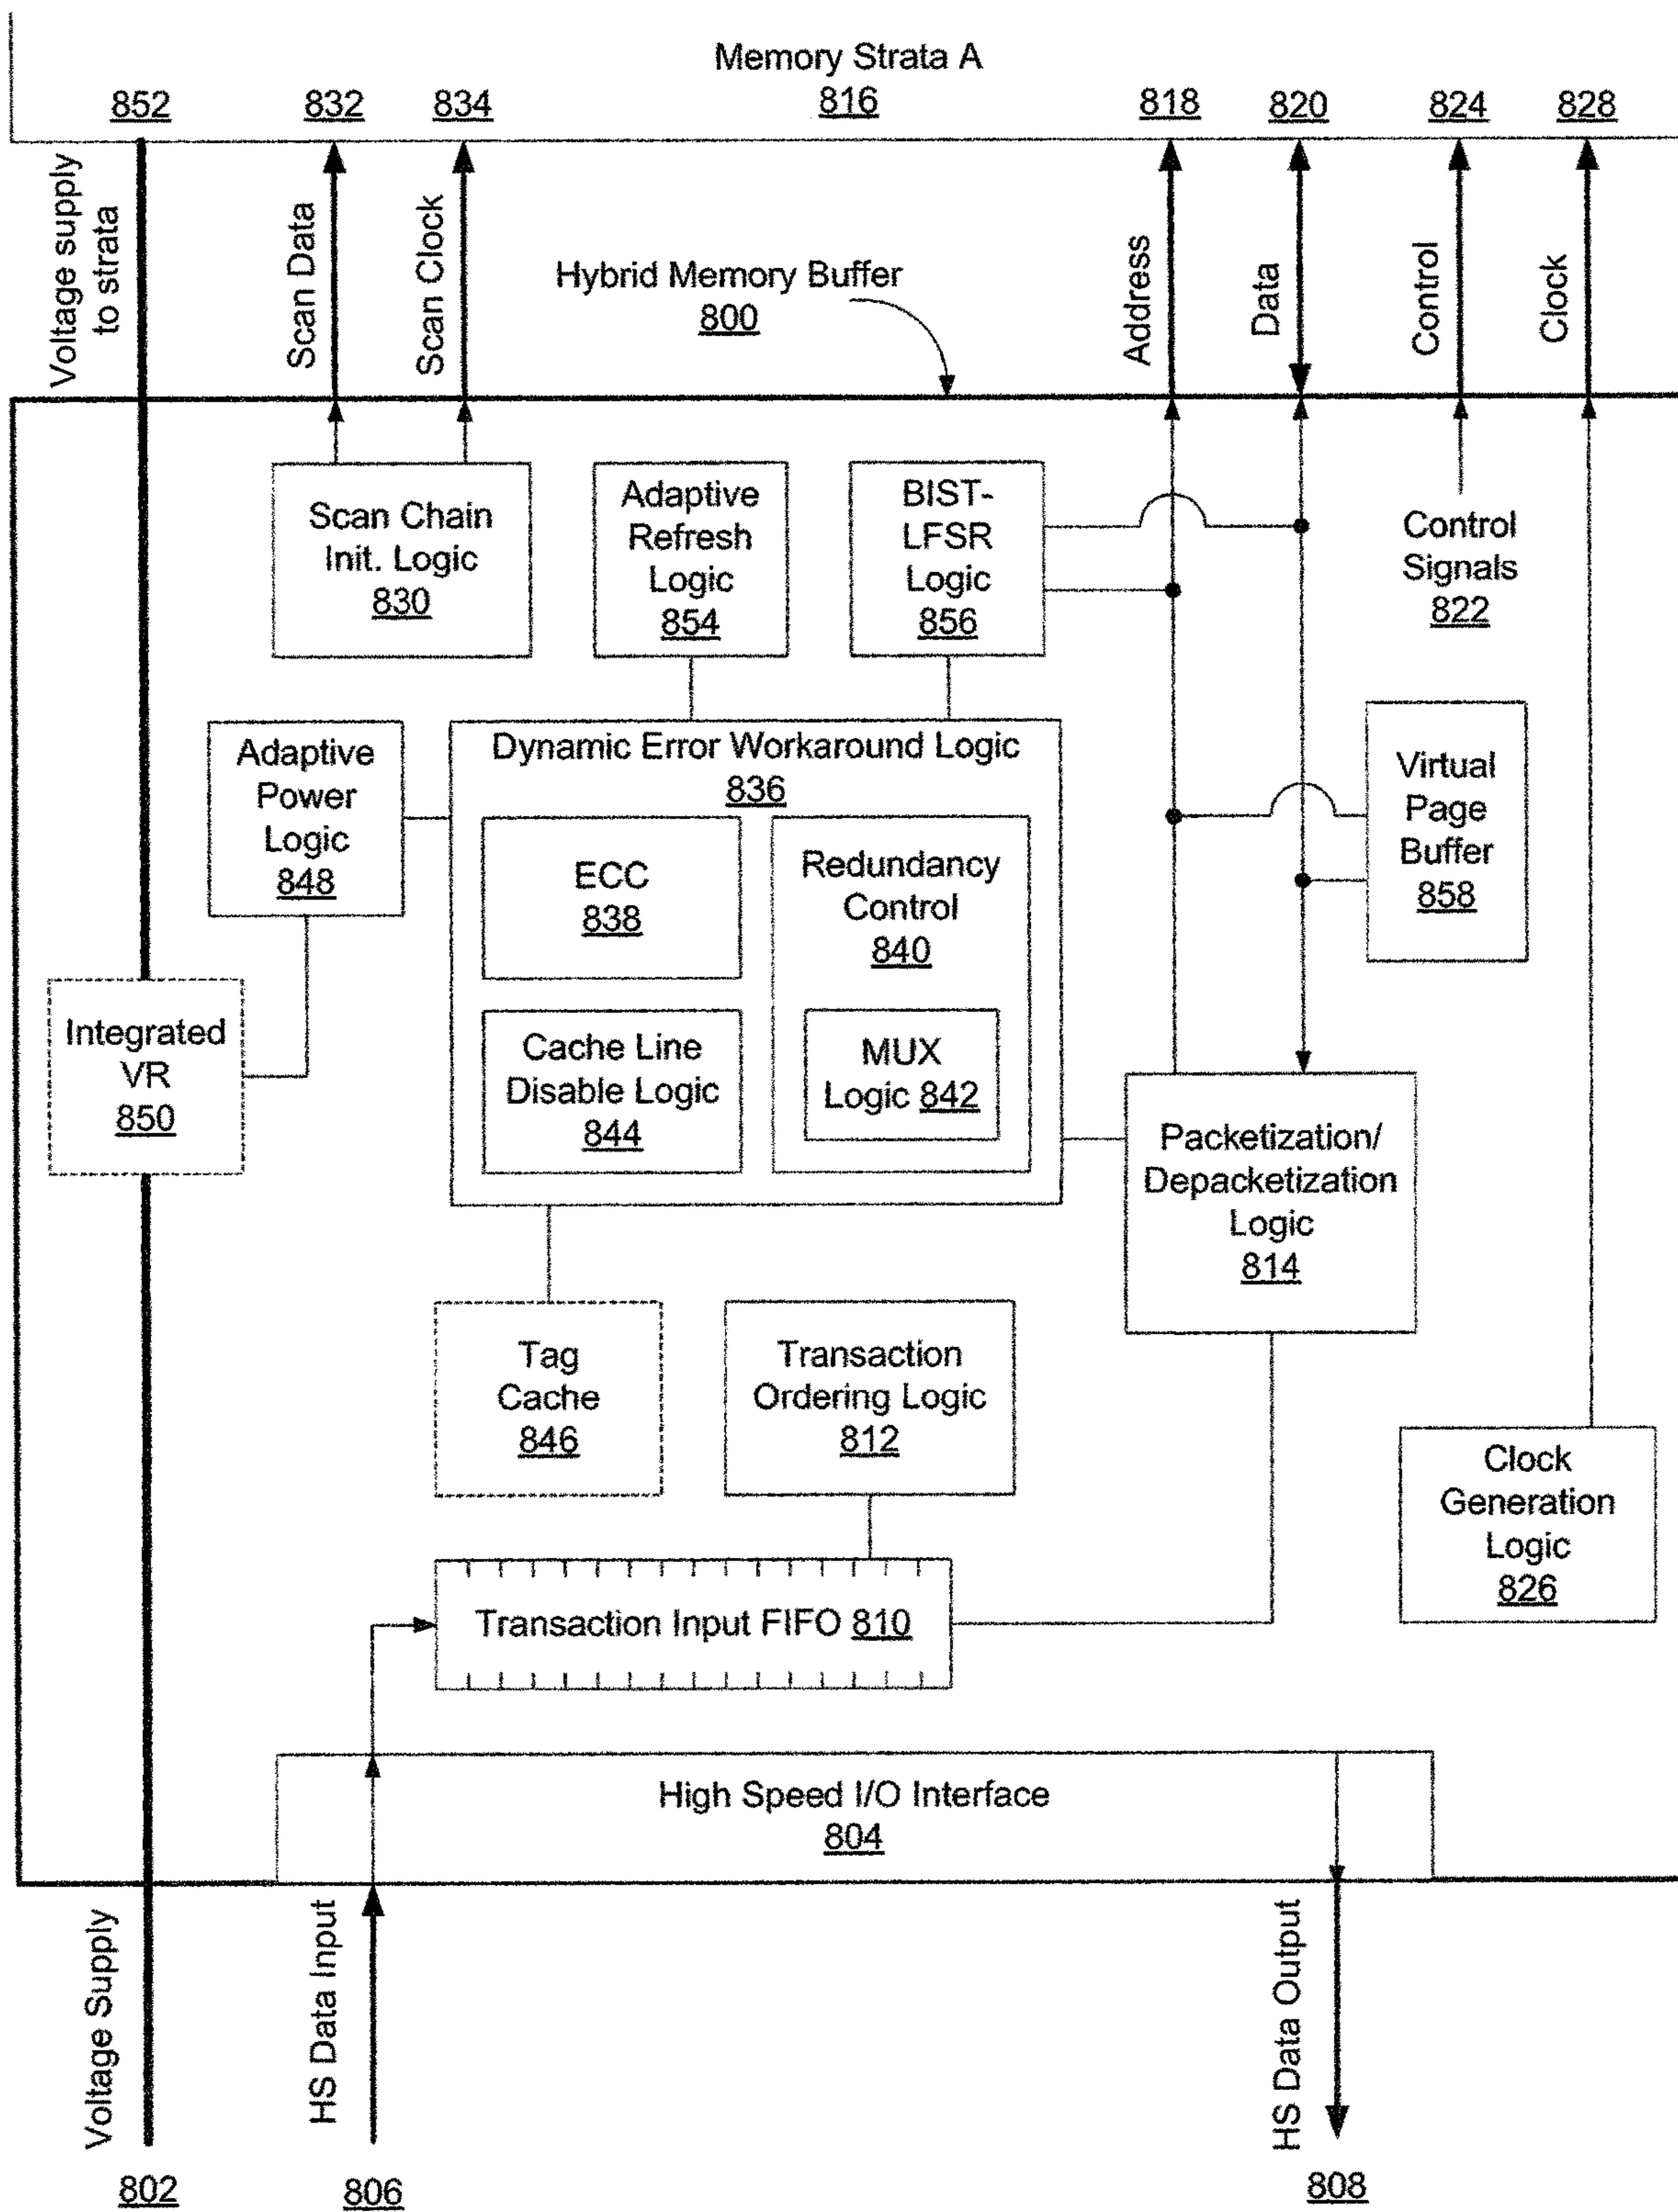 Memory Strata A
852
832
834
816
818
820
824
828
Voltage supply
to strata
Scan Data
Scan Clock
Hybrid Memory Buffer
800
Address
Data
Control
Clock
Scan Chain
Init. Logic
830
Adaptive
Refresh
Logic
854
BIST-
LFSR
Logic
856
Control
Signals
822
Adaptive
Power
Logic
848
Dynamic Error Workaround Logic
836
ECC
838
Redundancy
Control
840
Virtual
Page
Buffer
858
Integrated
VR
850
Cache Line
Disable Logic
844
MUX
Logic 842
Packetization/
Depacketization
Logic
814
Tag
Cache
846
Transaction
Ordering Logic
812
Clock
Generation
Logic
826
Transaction Input FIFO 810
High Speed I/O Interface
804
Voltage Supply
HS Data Input
HS Data Output
802
806
808